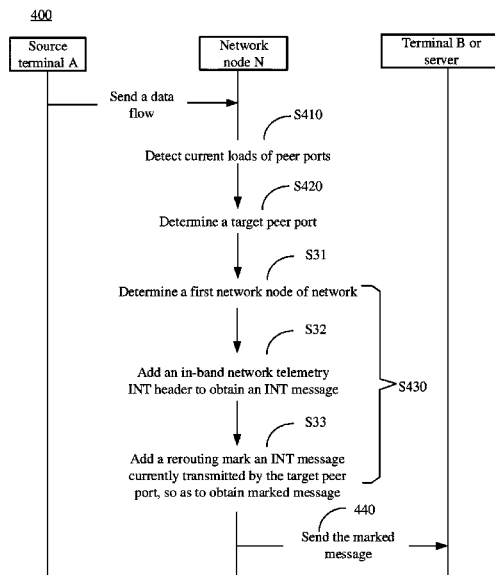 400
Source
terminal A
Network
node N
Terminal B or
server
Send a data
flow
S410
Detect current loads of peer ports
S420
Determine a target peer port
S31
Determine a first network node of network
S32
Add an in-band network telemetry
INT header to obtain an INT message
S430
S33
Add a rerouting mark an INT message
currently transmitted by the target peer
port, so as to obtain marked message
440
Send the marked
message